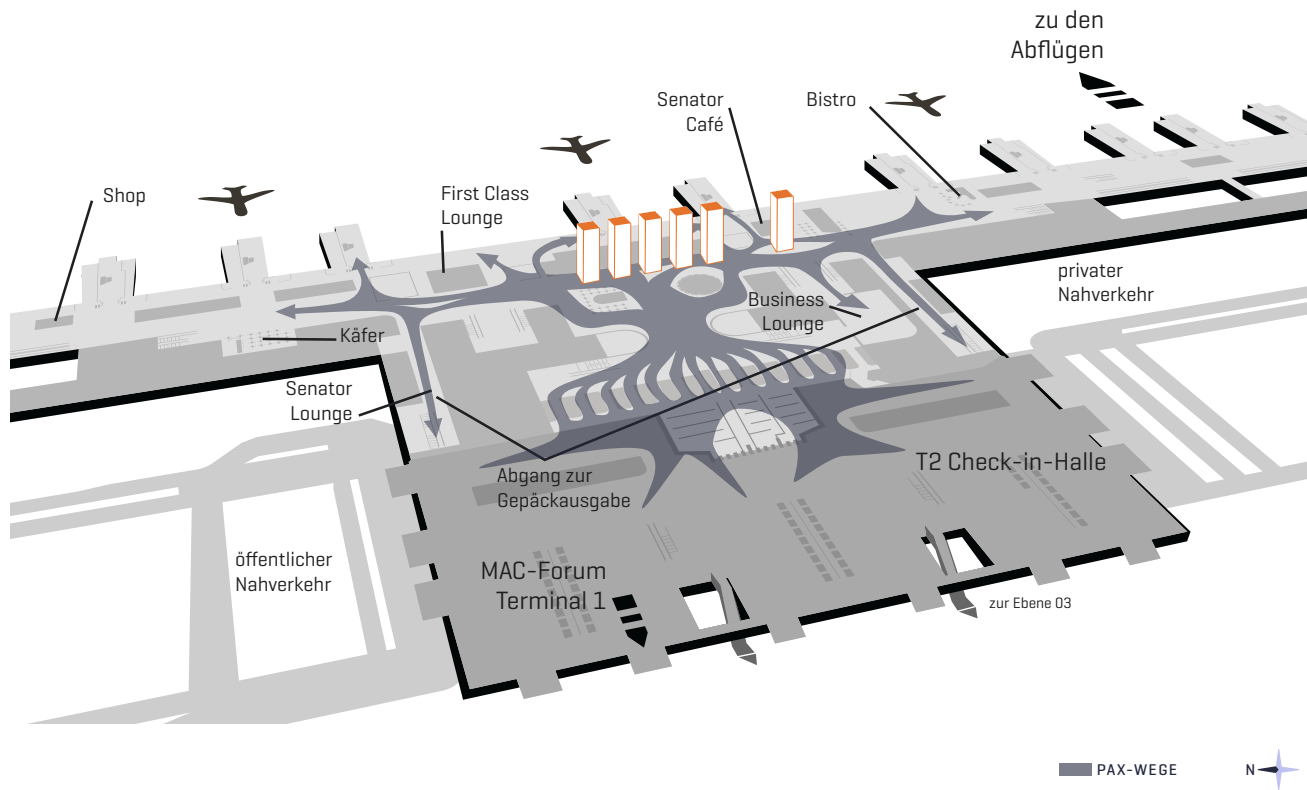 zu den
Abflügen
Senator
Café
Bistro
Shop
First Class
Lounge
privater
Nahverkehr
Business
Lounge
Käfer
Senator
Lounge
T2 Check-in-Halle
Abgang zur
Gepäckausgabe
öffentlicher
Nahverkehr
MAC-Forum
Terminal 1
zur Ebene 03
PAX-WEGE
N